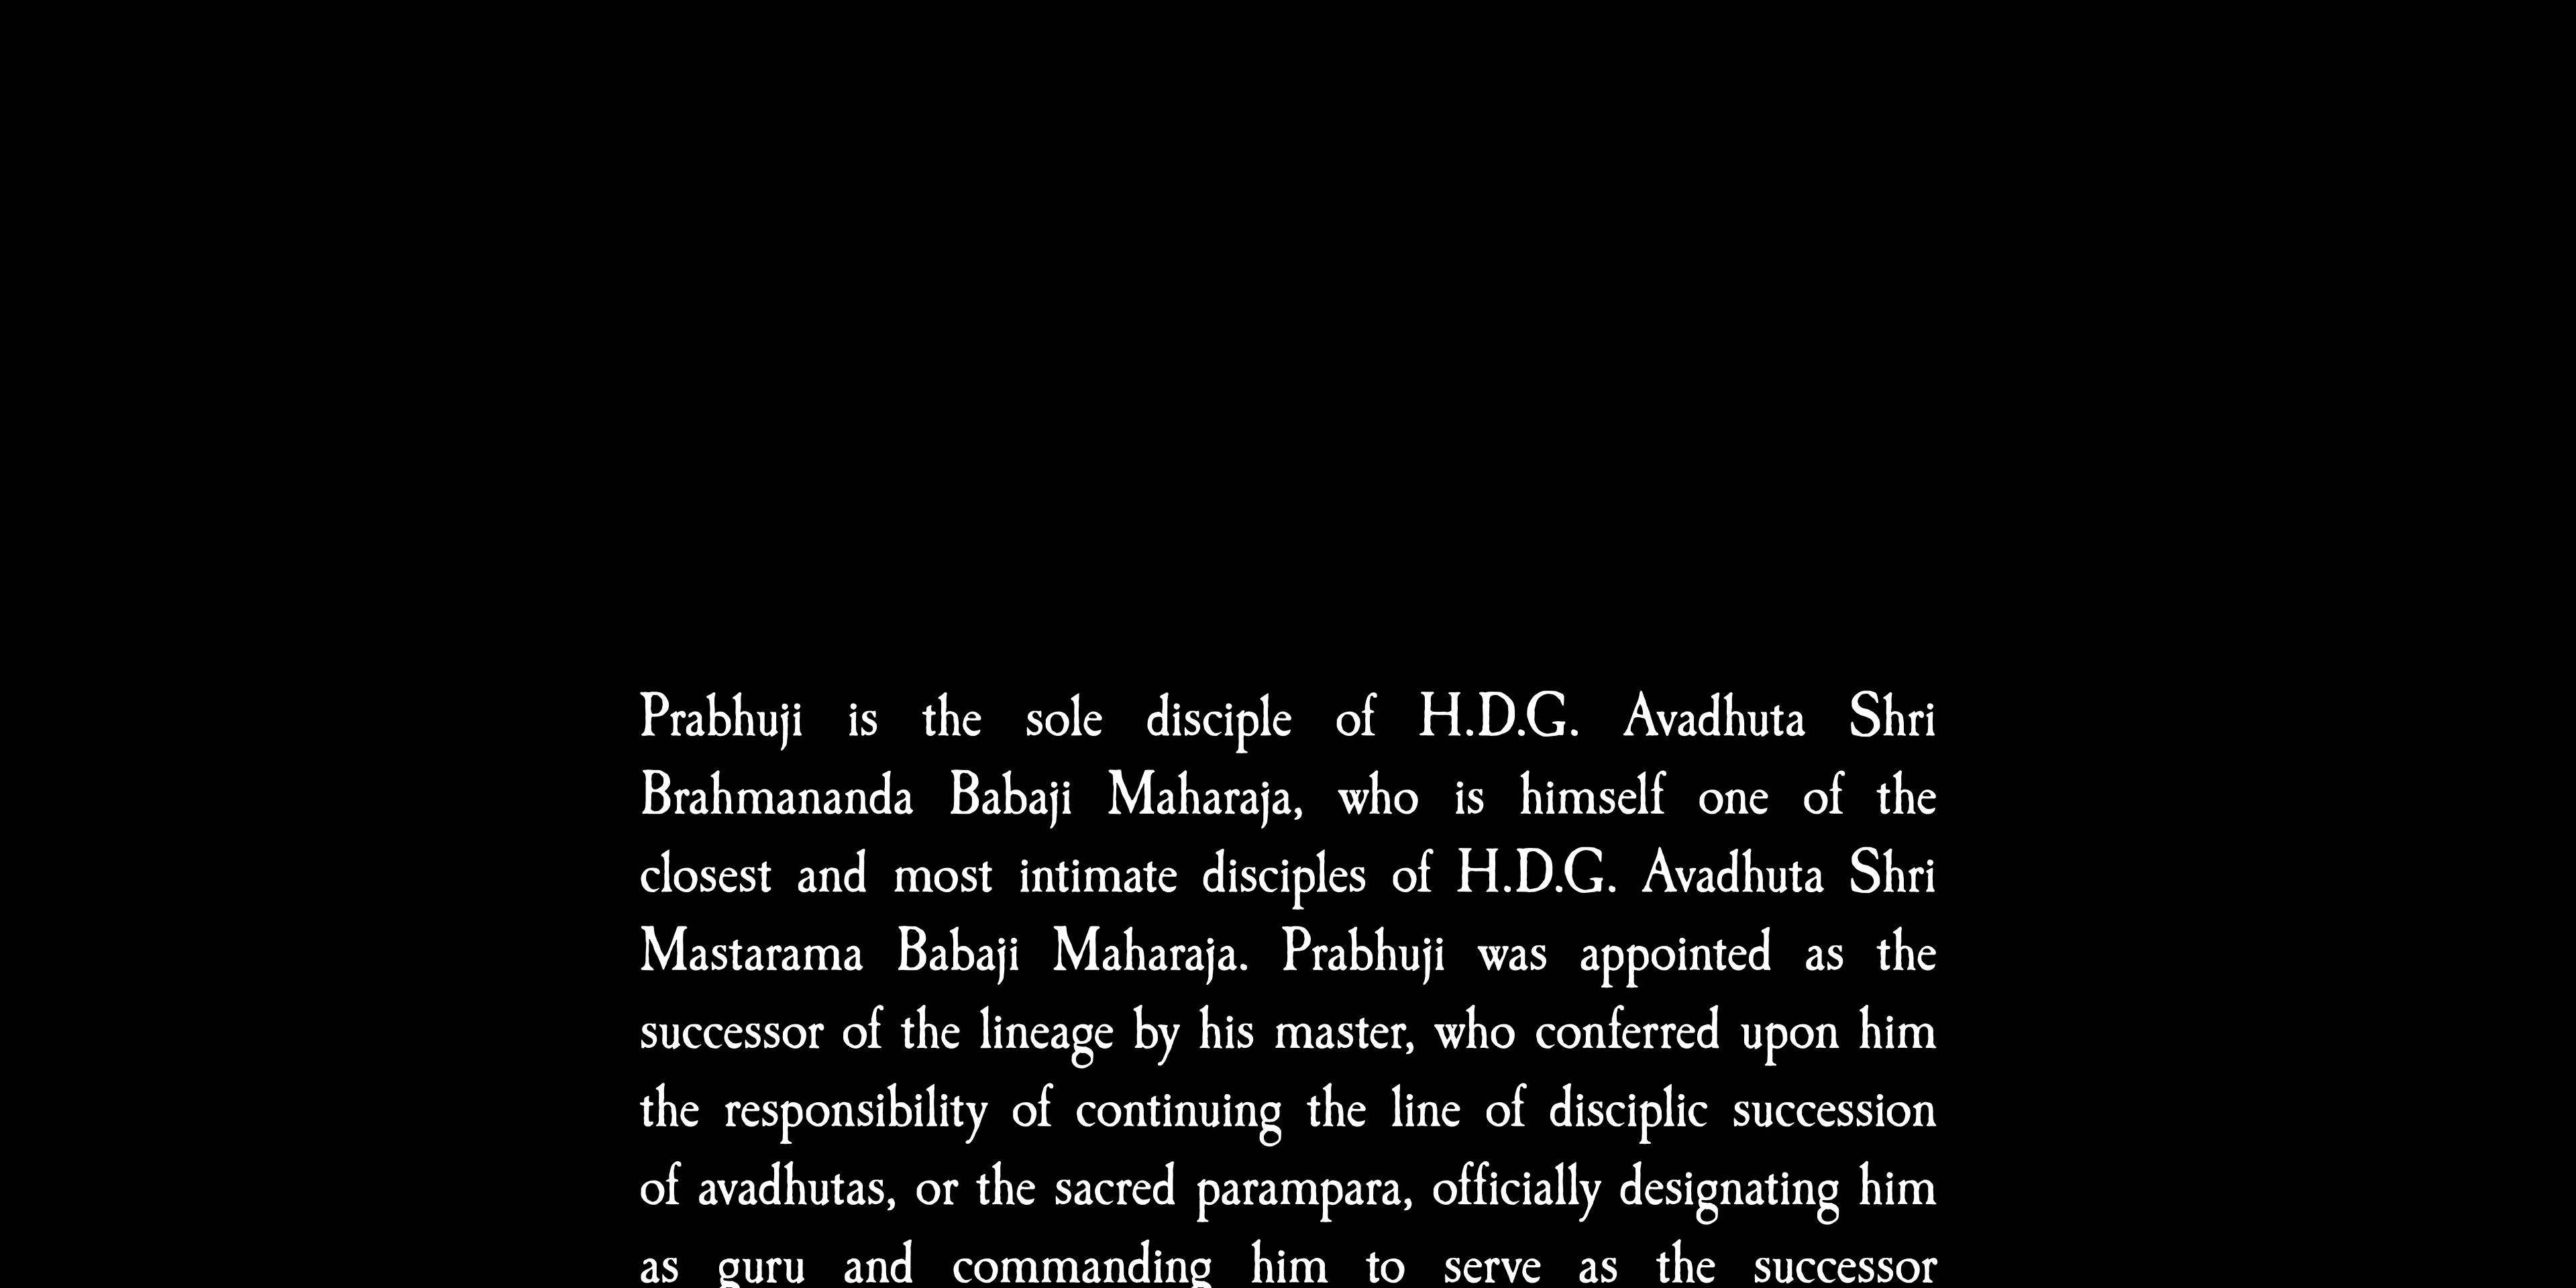 Prabhuji is the sole disciple of H.D.G. Avadhuta Shri
Brahmananda Babaji Maharaja, who is himself one of the
closest and most intimate disciples of H.D.G. Avadhuta Shri
Mastarama Babaji Maharaja. Prabhuji was appointed as the
successor of the lineage by his master, who conferred upon him
the responsibility of continuing the line of disciplic succession
of avadhutas, or the sacred parampara, officially designating him
as guru and commanding him to serve as the successor